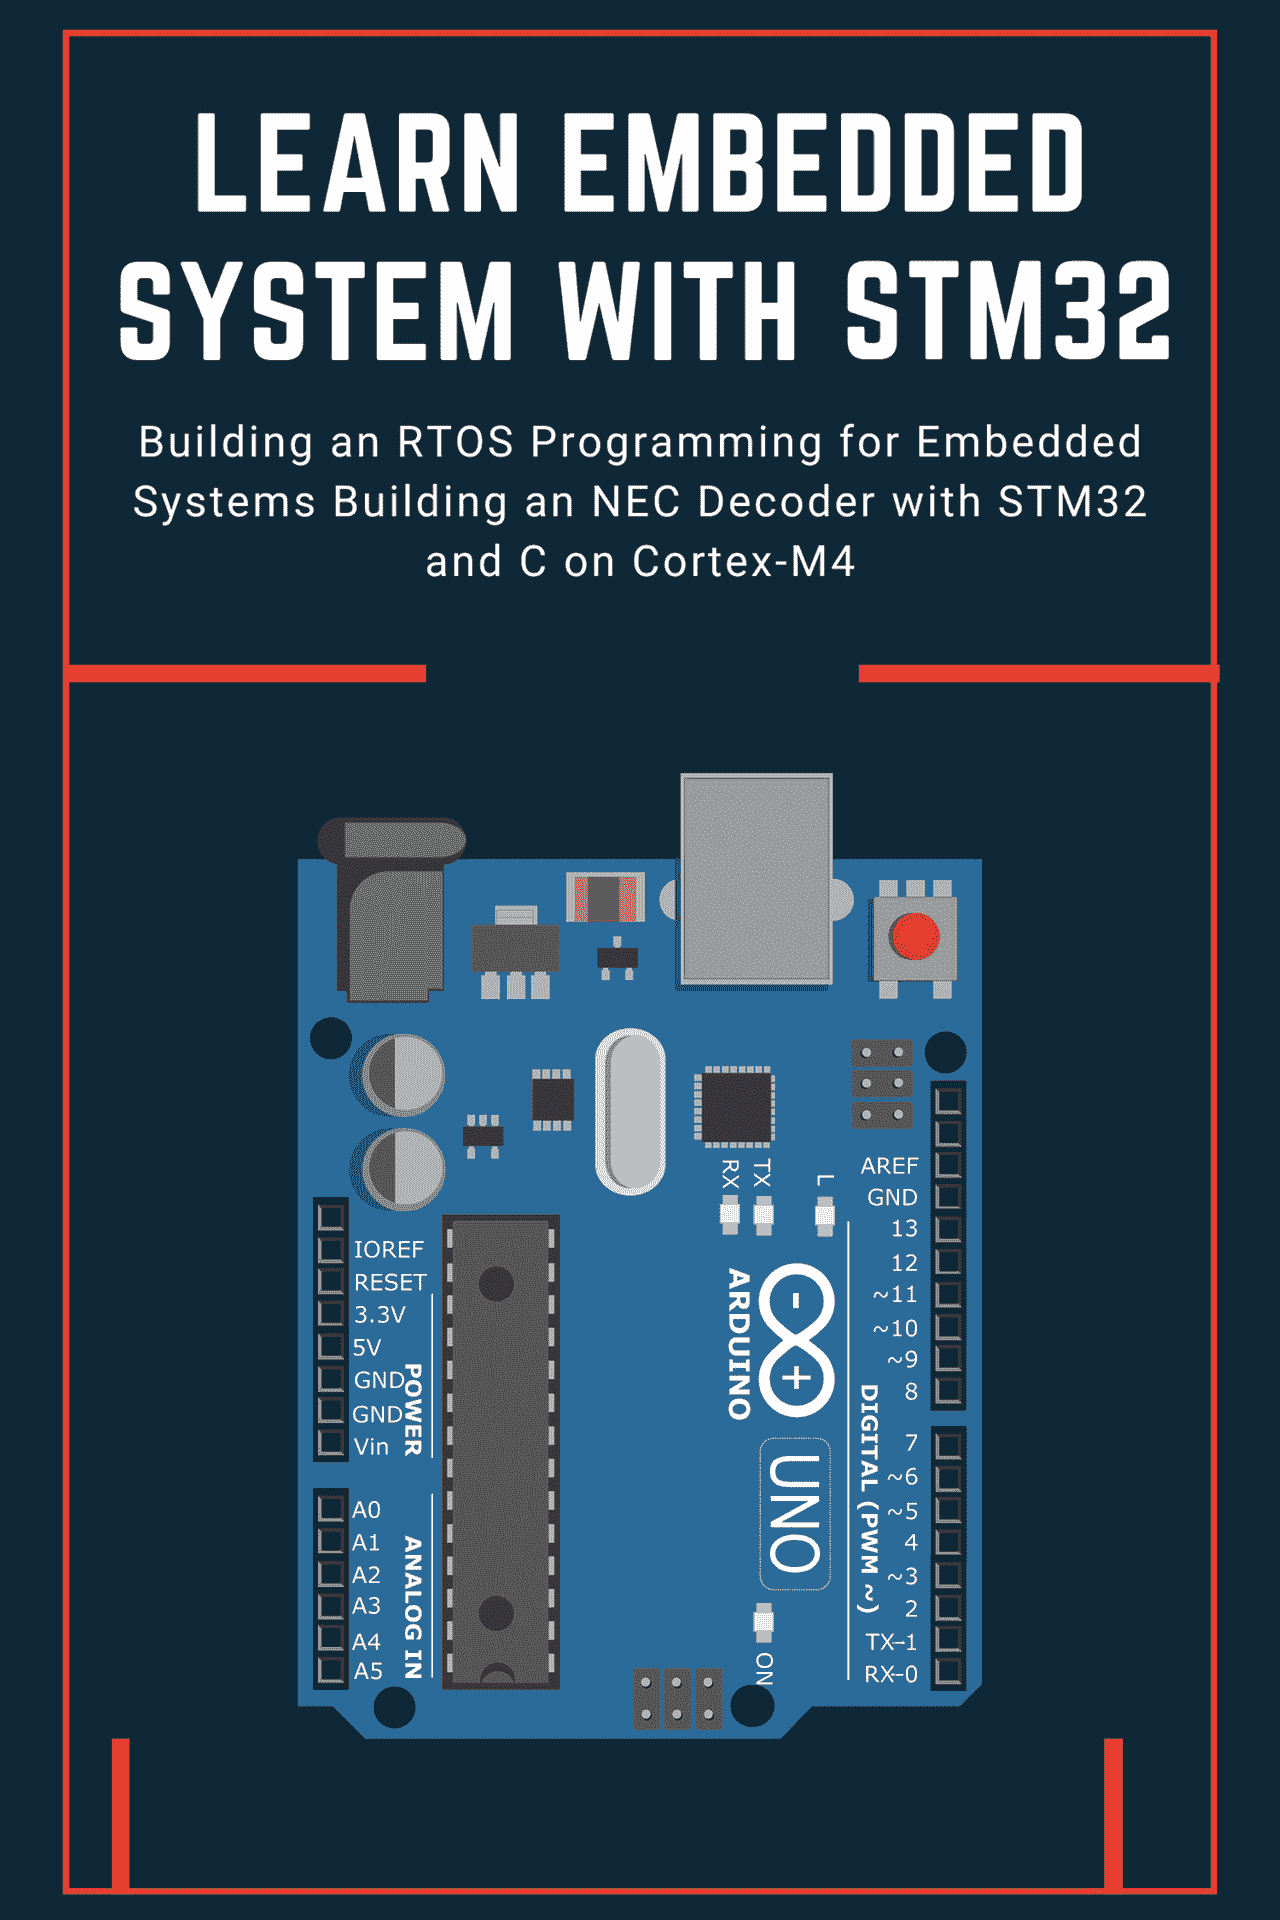 LEARN EMBEDDED
SYSTEM WITH STM32
Building an RTOS Programming for Embedded
Systems Building an NEC Decoder with STM32
and C on Cortex-M4
RX
TX
L
AREF
GND
13
12
~11
~10
~9
8
7
~6
~5
4
~3
2
TX-1
RX-0
DIGITAL (PWM ~)
IOREF
RESET
3.3V
5V
GND
GND
Vin
POWER
A0
A1
A2
A3
A4
A5
ANALOG IN
- +
ARDUINO
UNO
ON